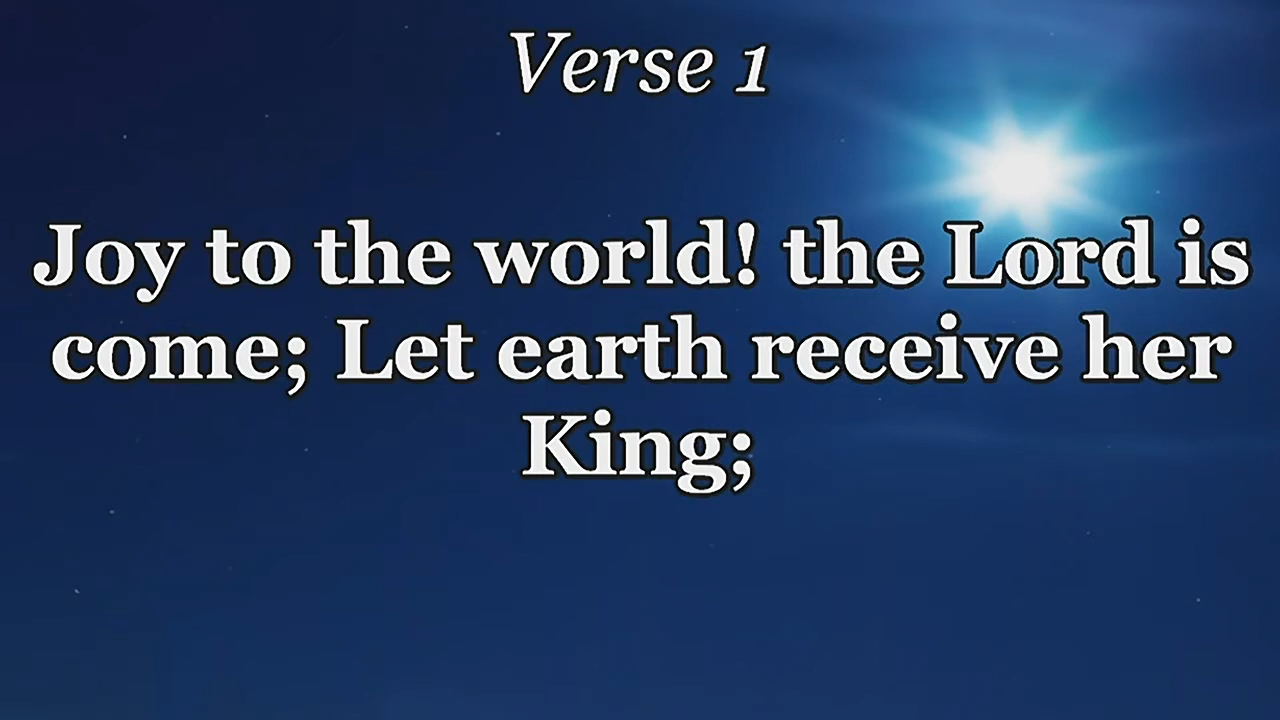 Verse 1
Joy to the world! the Lord is
come; Let earth receive her
King;